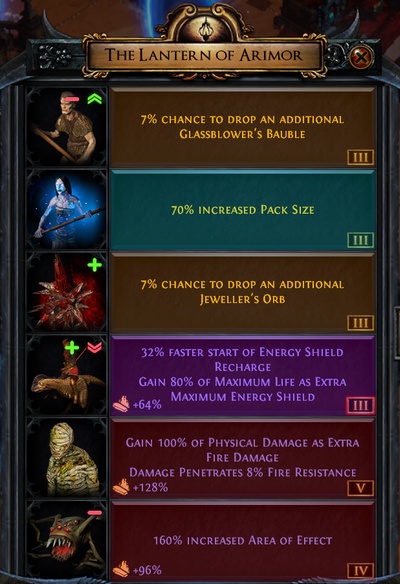 The Lantern of Arimor
7% chance to drop an additional
Glassblower's Bauble
III
70% increased Pack Size
III
7% chance to drop an additional
Jeweller's Orb
III
32% faster start of Energy Shield
Recharge
Gain 80% of Maximum Life as Extra
Maximum Energy Shield
+64%
III
Gain 100% of Physical Damage as Extra
Fire Damage
Damage Penetrates 8% Fire Resistance
+128%
V
160% increased Area of Effect
+96%
IV